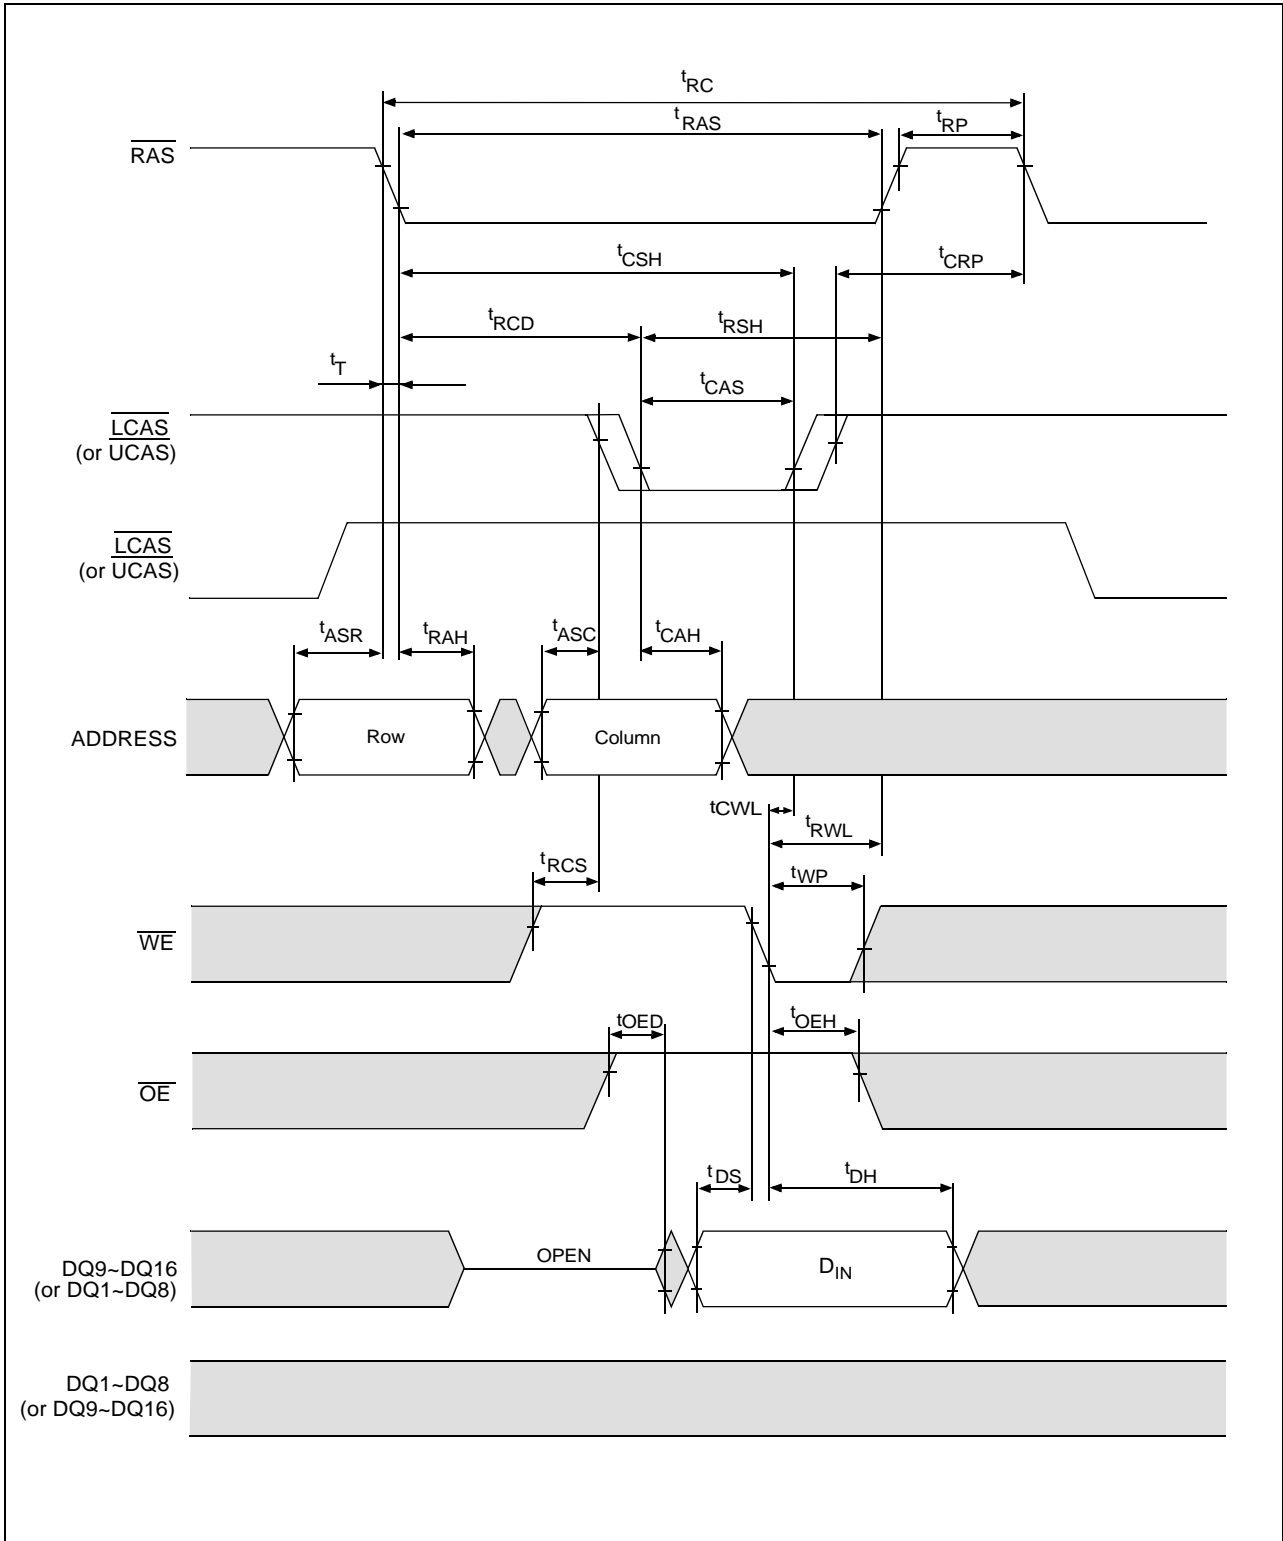 tRC
tRAS
tRP
RAS
tCSH
tCRP
tRCD
tRSH
tT
tCAS
LCAS
(or UCAS)
LCAS
(or UCAS)
tASR
tRAH
tASC
tCAH
ADDRESS
Row
Column
tCWL
tRWL
tRCS
tWP
WE
tOED
tOEH
OE
tDS
tDH
DQ9~DQ16
(or DQ1~DQ8)
OPEN
DIN
DQ1~DQ8
(or DQ9~DQ16)